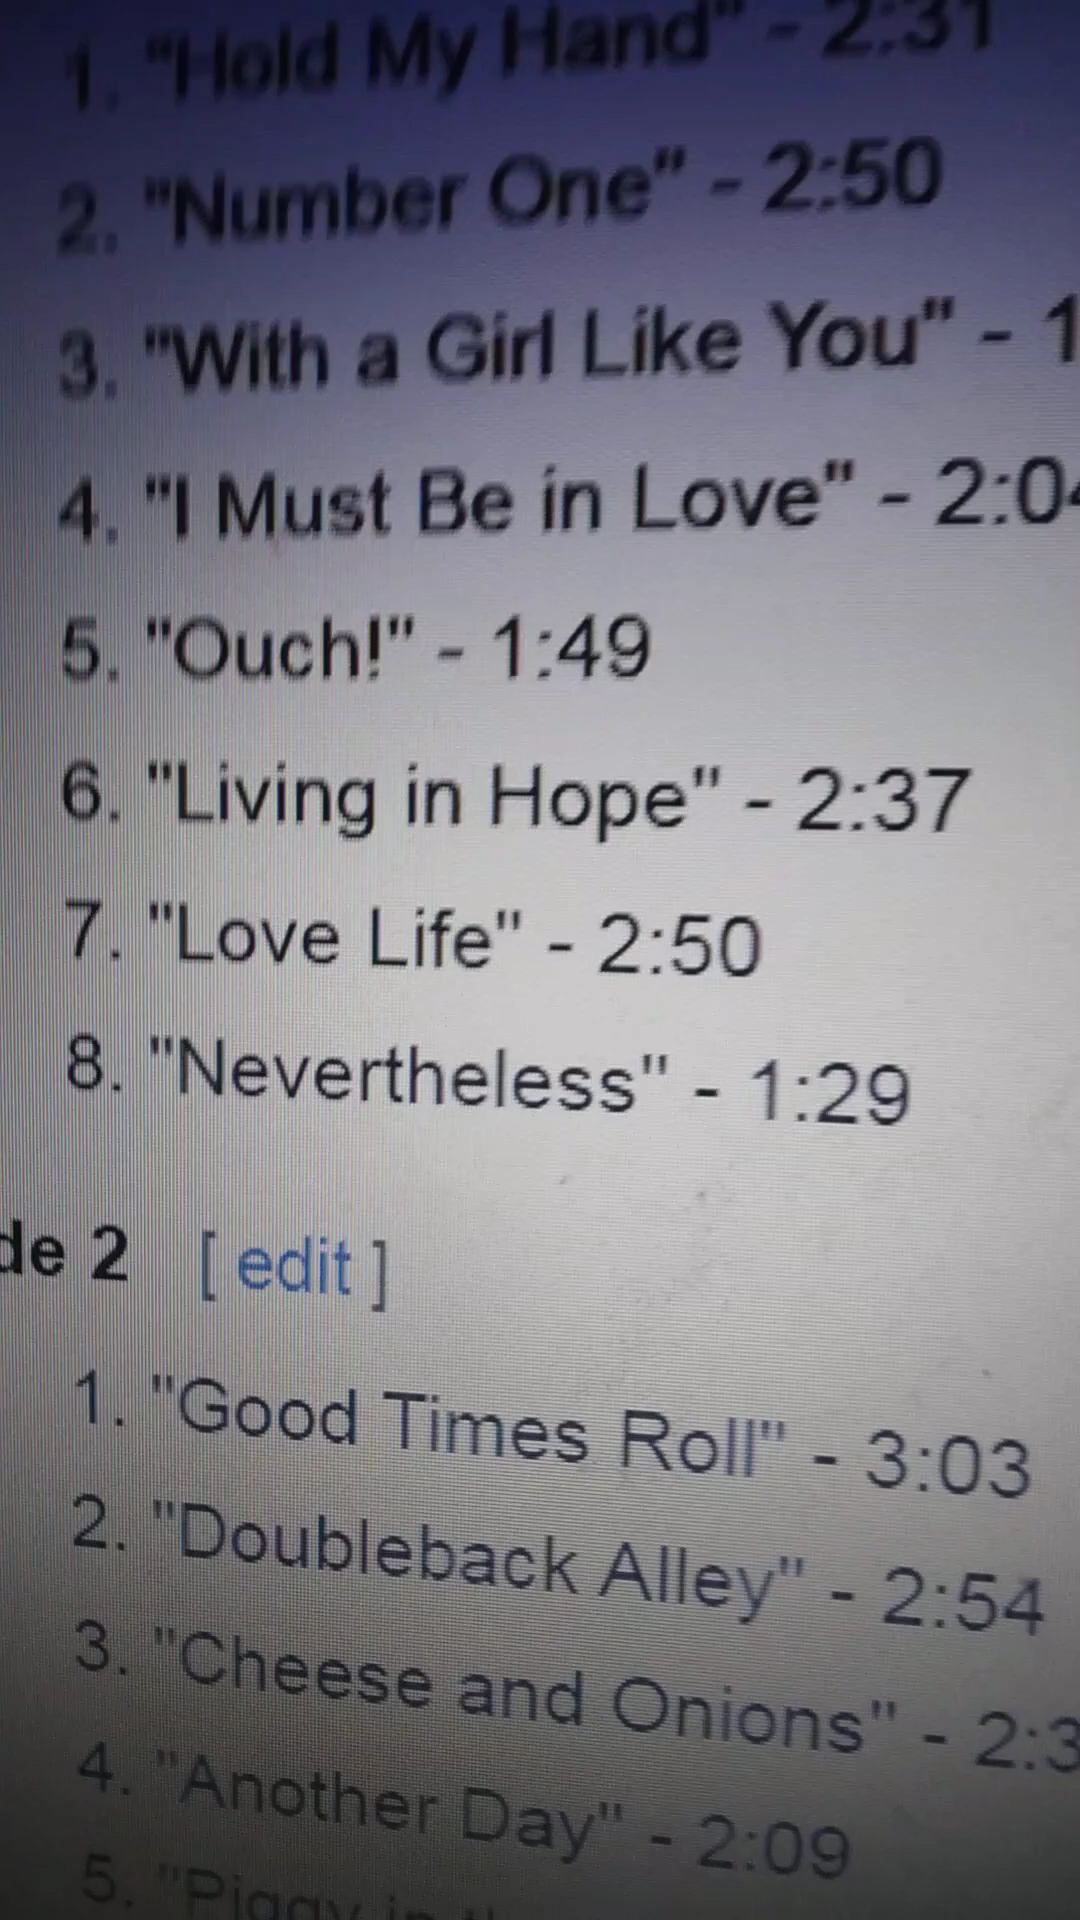 1. "Hold My Hand" - 2:31
2. "Number One" - 2:50
3. "With a Girl Like You" - 1
4. "I Must Be in Love" - 2:04
5. "Ouch!" - 1:49
6. "Living in Hope" - 2:37
7. "Love Life" - 2:50
8. "Nevertheless" - 1:29
de 2 [ edit ]
1. "Good Times Roll" - 3:03
2. "Doubleback Alley" - 2:54
3. "Cheese and Onions" - 2:3
4. "Another Day" - 2:09
5. "Piggy in